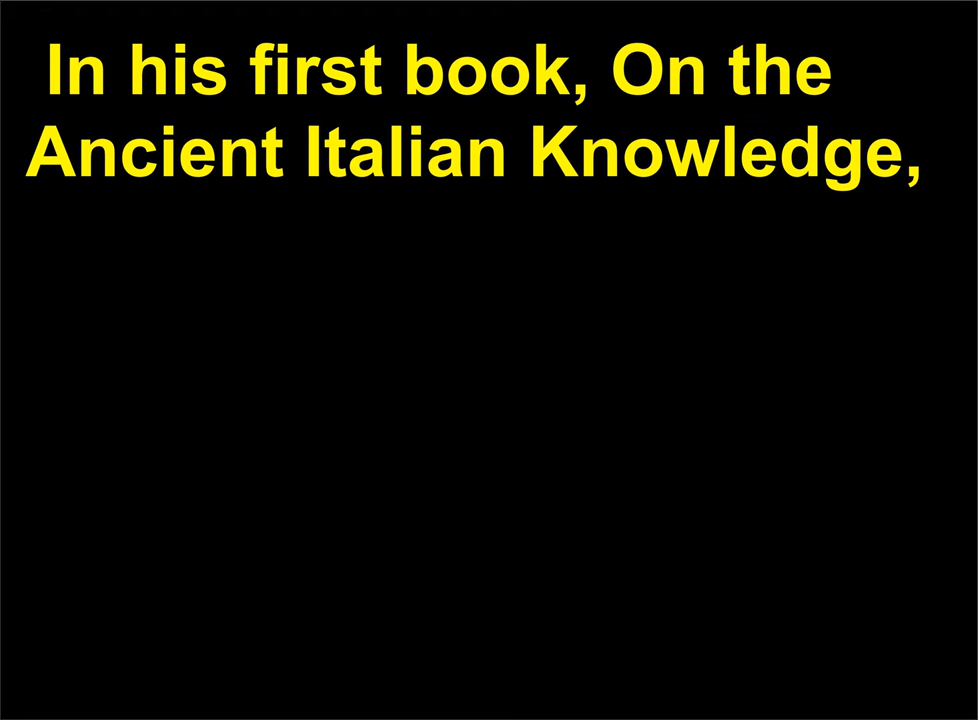 In his first book, On the
Ancient Italian Knowledge,